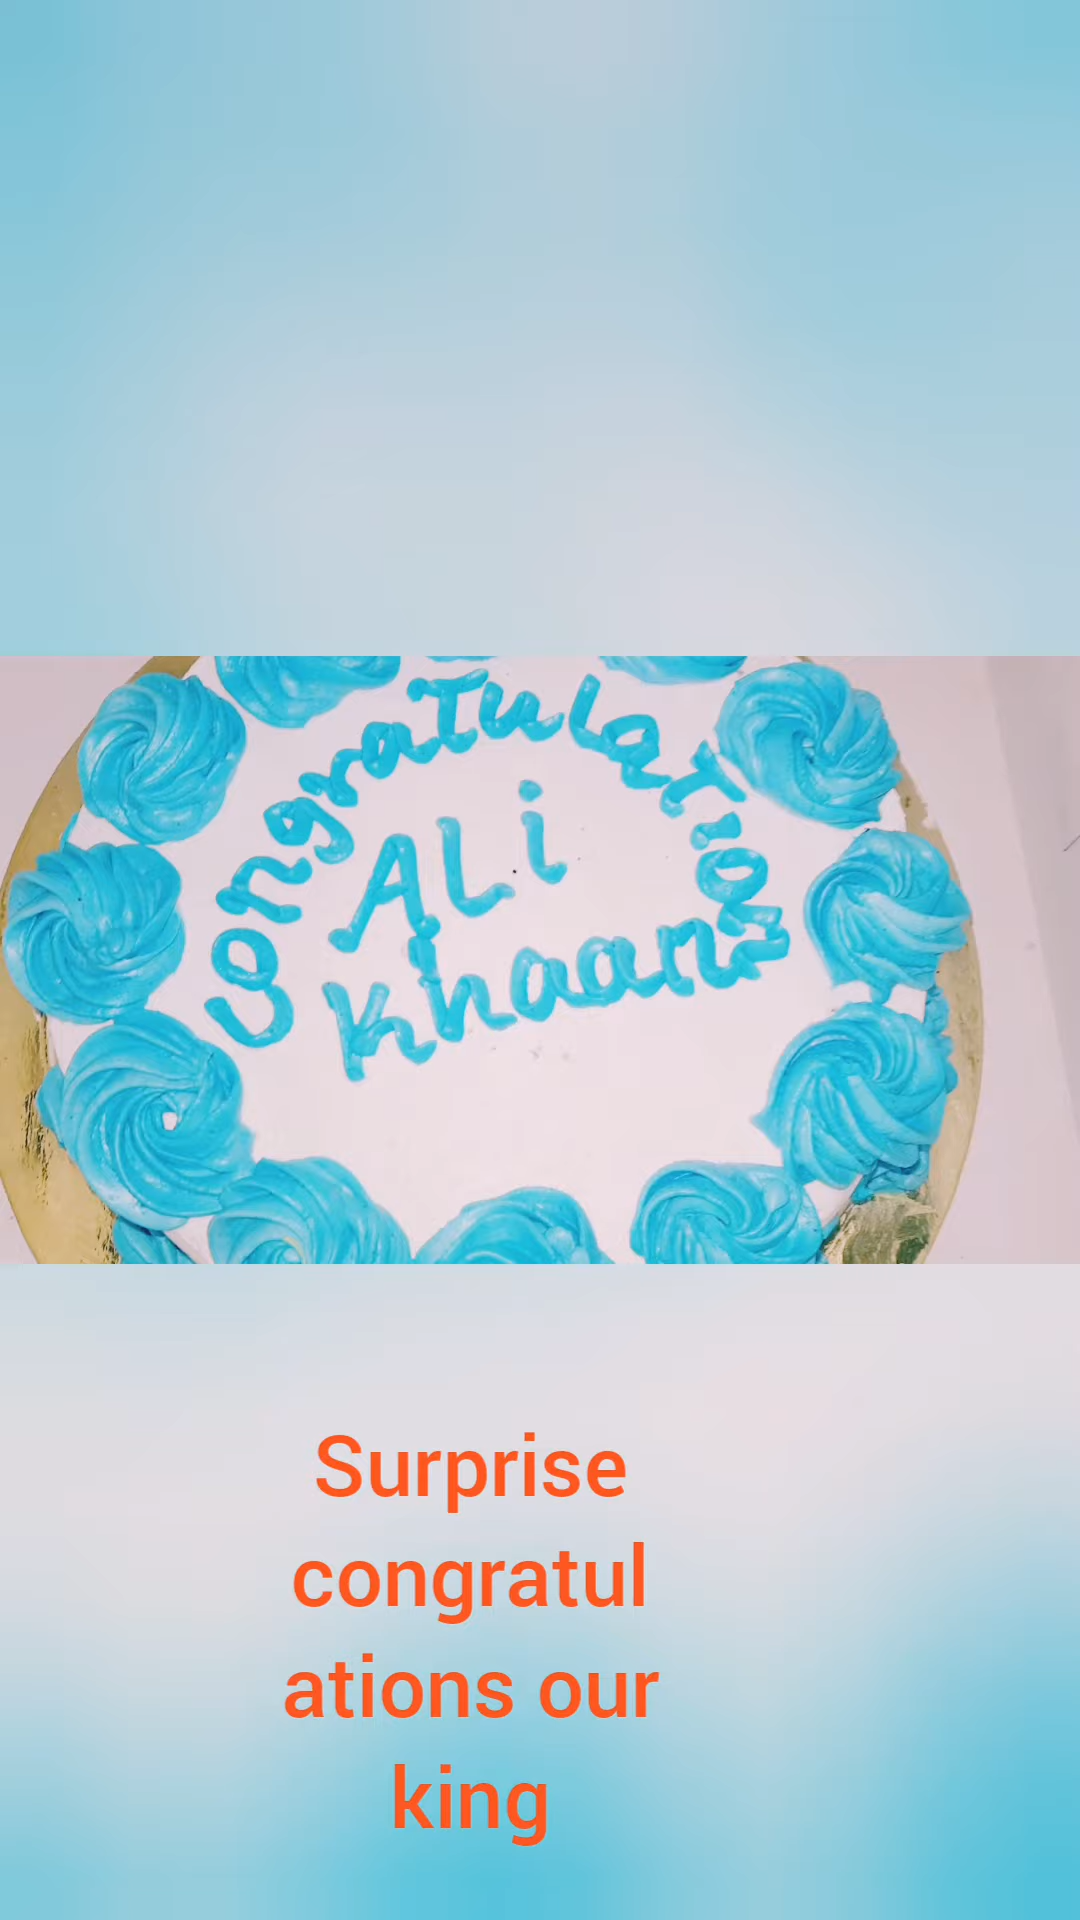 CongraTulaTions
ALi
Khaan
Surprise
congratul
ations our
king